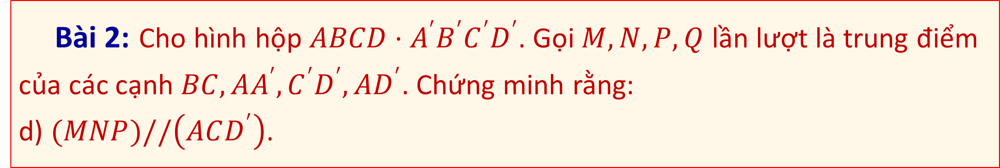 Bài 2: Cho hình hộp ABCD · A′B′C′D′. Gọi M, N, P, Q lần lượt là trung điểm
của các cạnh BC, AA′, C′D′, AD′. Chứng minh rằng:
d) (MNP)//(ACD′).